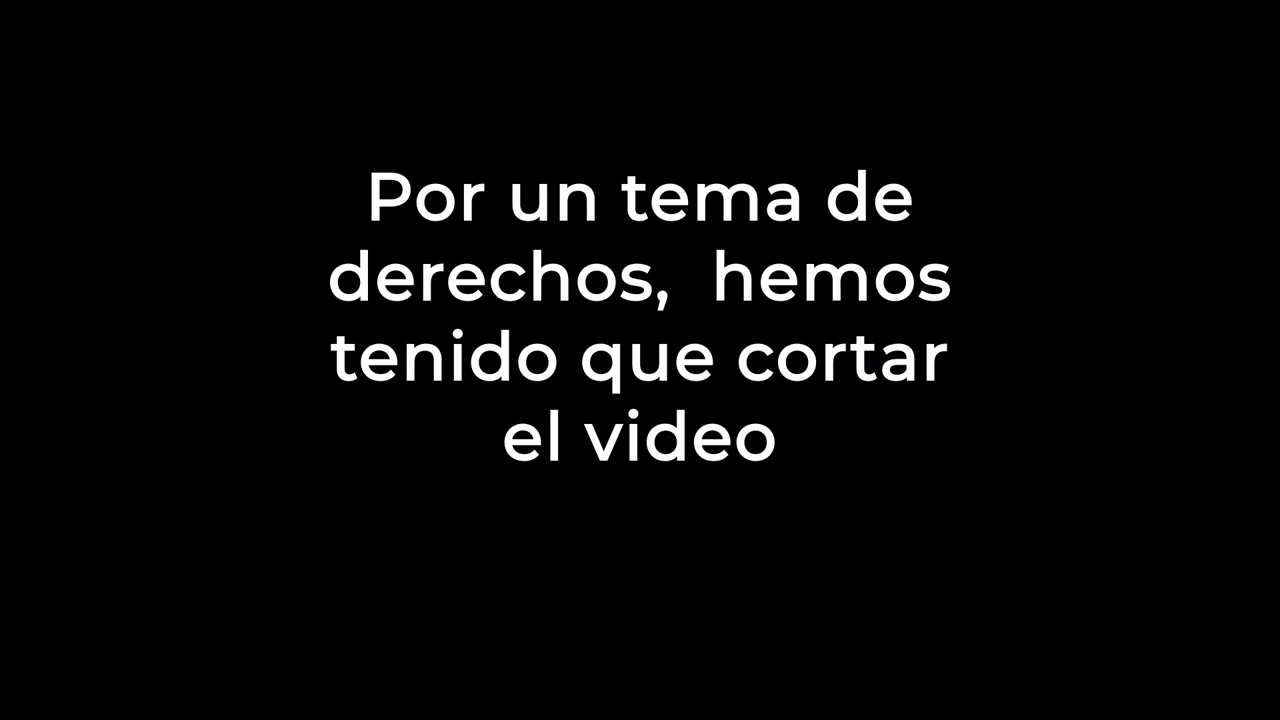 Por un tema de
derechos,  hemos
tenido que cortar
el video